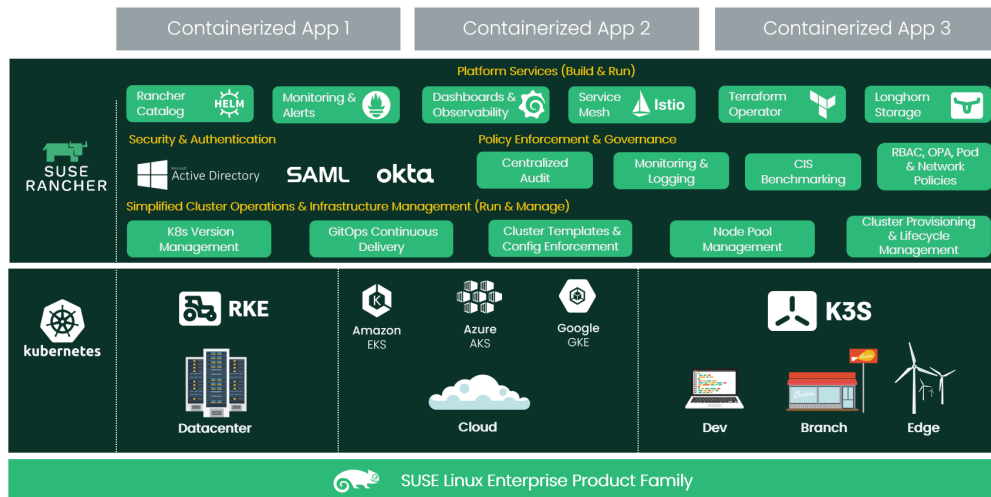 Containerized App 1
Containerized App 2
Containerized App 3
Platform Services (Build & Run)
Rancher
Catalog
HELM
Monitoring &
Alerts
Dashboards &
Observability
Service
Mesh
Istio
Terraform
Operator
Longhorn
Storage
Security & Authentication
Policy Enforcement & Governance
SUSE
RANCHER
Microsoft
Active Directory
SAML
okta
Centralized
Audit
Monitoring &
Logging
CIS
Benchmarking
RBAC, OPA, Pod
& Network
Policies
Simplified Cluster Operations & Infrastructure Management (Run & Manage)
K8s Version
Management
GitOps Continuous
Delivery
Cluster Templates &
Config Enforcement
Node Pool
Management
Cluster Provisioning
& Lifecycle
Management
kubernetes
RKE
K
Amazon
EKS
Azure
AKS
Google
GKE
K3S
Datacenter
Cloud
Dev
Branch
Edge
SUSE Linux Enterprise Product Family